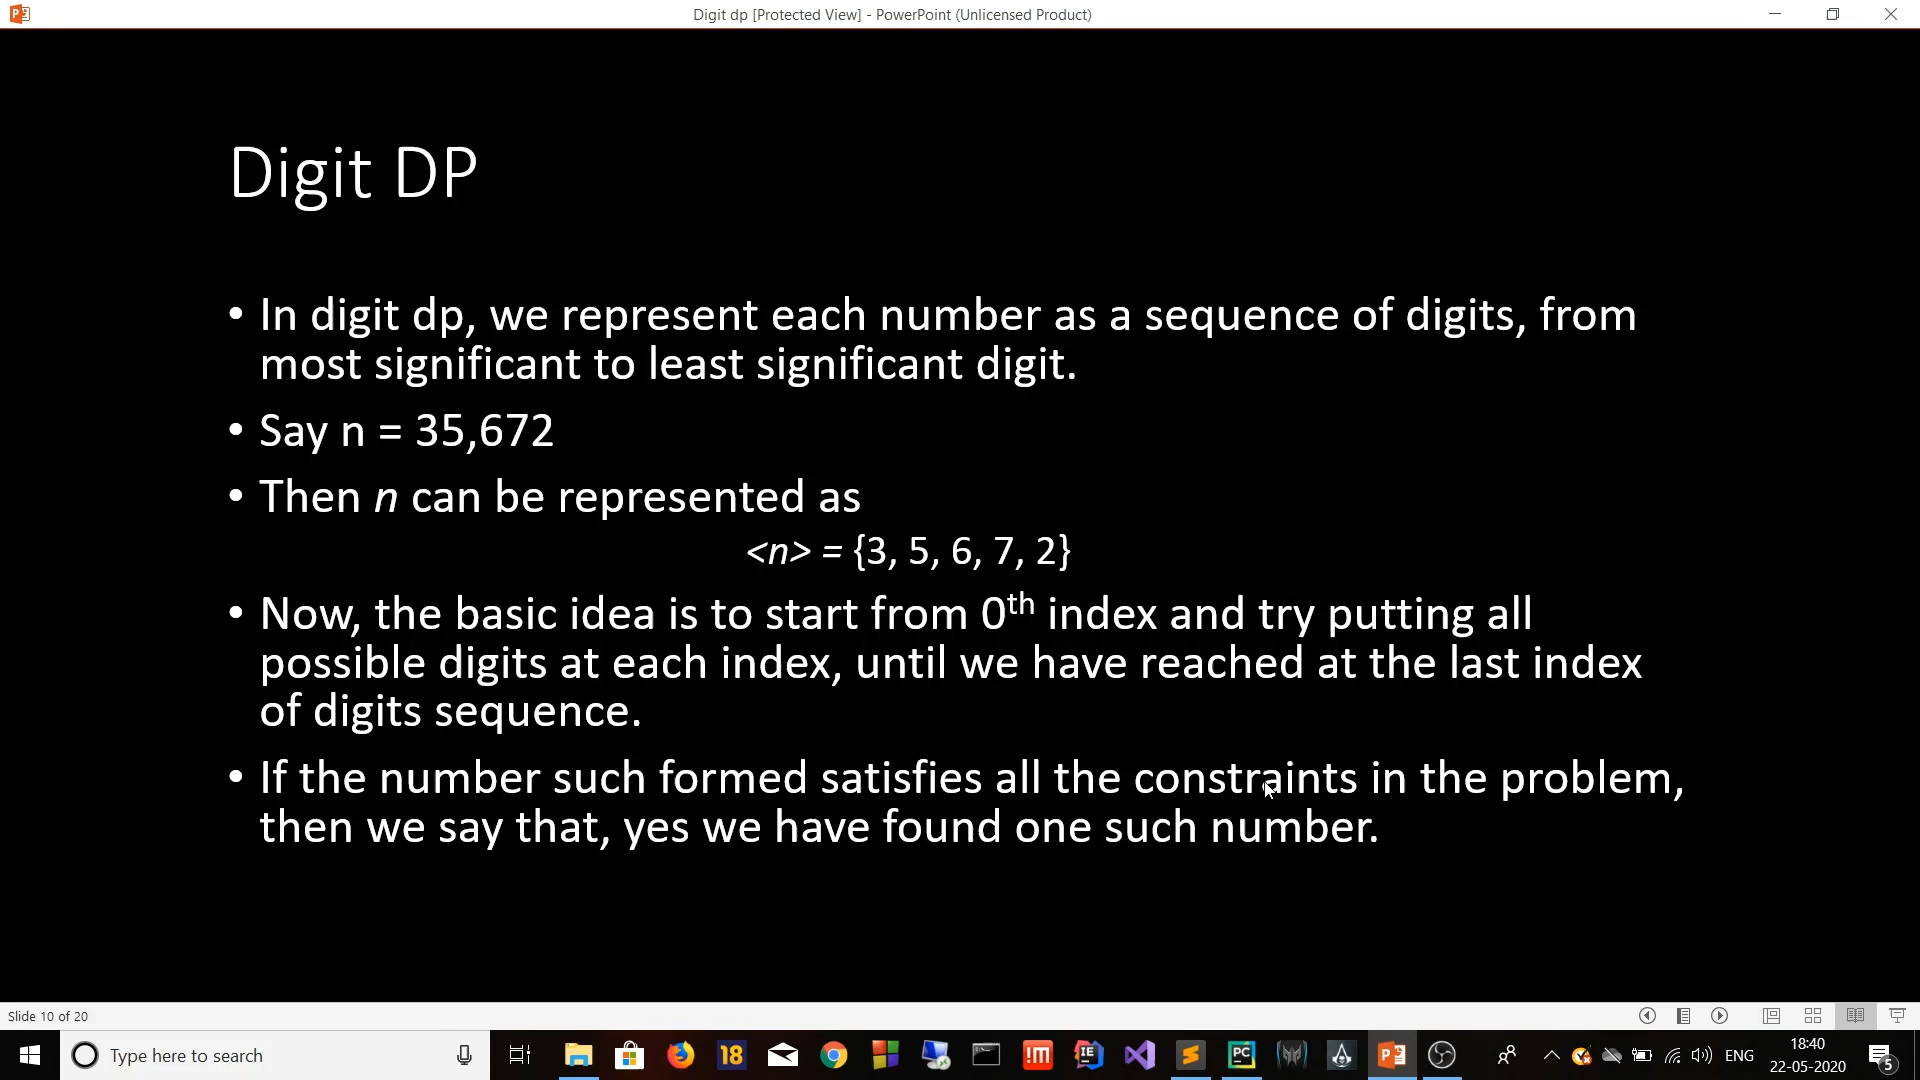 Digit dp [Protected View] - PowerPoint (Unlicensed Product)
Digit DP
• In digit dp, we represent each number as a sequence of digits, from
most significant to least significant digit.
• Say n = 35,672
• Then n can be represented as
<n> = {3, 5, 6, 7, 2}
• Now, the basic idea is to start from 0th index and try putting all
possible digits at each index, until we have reached at the last index
of digits sequence.
• If the number such formed satisfies all the constraints in the problem,
then we say that, yes we have found one such number.
Slide 10 of 20
Type here to search
18
!m
IE
PC
P
ENG
18:40
22-05-2020
5